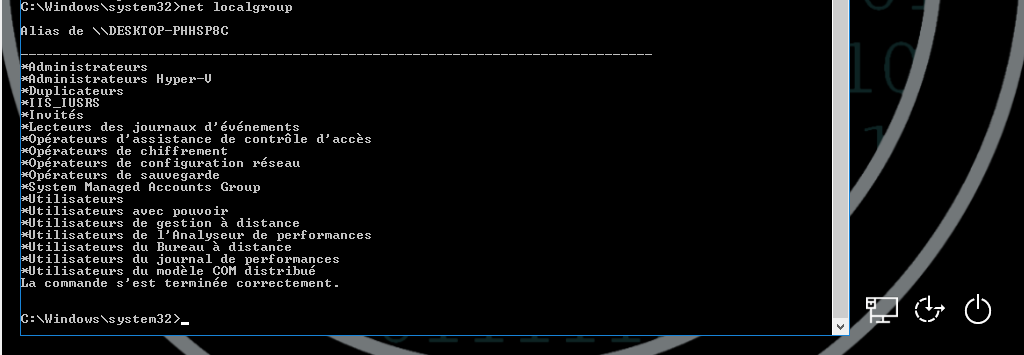 C:\Windows\system32>net localgroup
Alias de \\DESKTOP-PHHSP8C
-------------------------------------------------------------------------------
*Administrateurs
*Administrateurs Hyper-V
*Duplicateurs
*IIS_IUSRS
*Invités
*Lecteurs des journaux d'événements
*Opérateurs d'assistance de contrôle d'accès
*Opérateurs de chiffrement
*Opérateurs de configuration réseau
*Opérateurs de sauvegarde
*System Managed Accounts Group
*Utilisateurs
*Utilisateurs avec pouvoir
*Utilisateurs de gestion à distance
*Utilisateurs de l'Analyseur de performances
*Utilisateurs du Bureau à distance
*Utilisateurs du journal de performances
*Utilisateurs du modèle COM distribué
La commande s'est terminée correctement.
C:\Windows\system32>